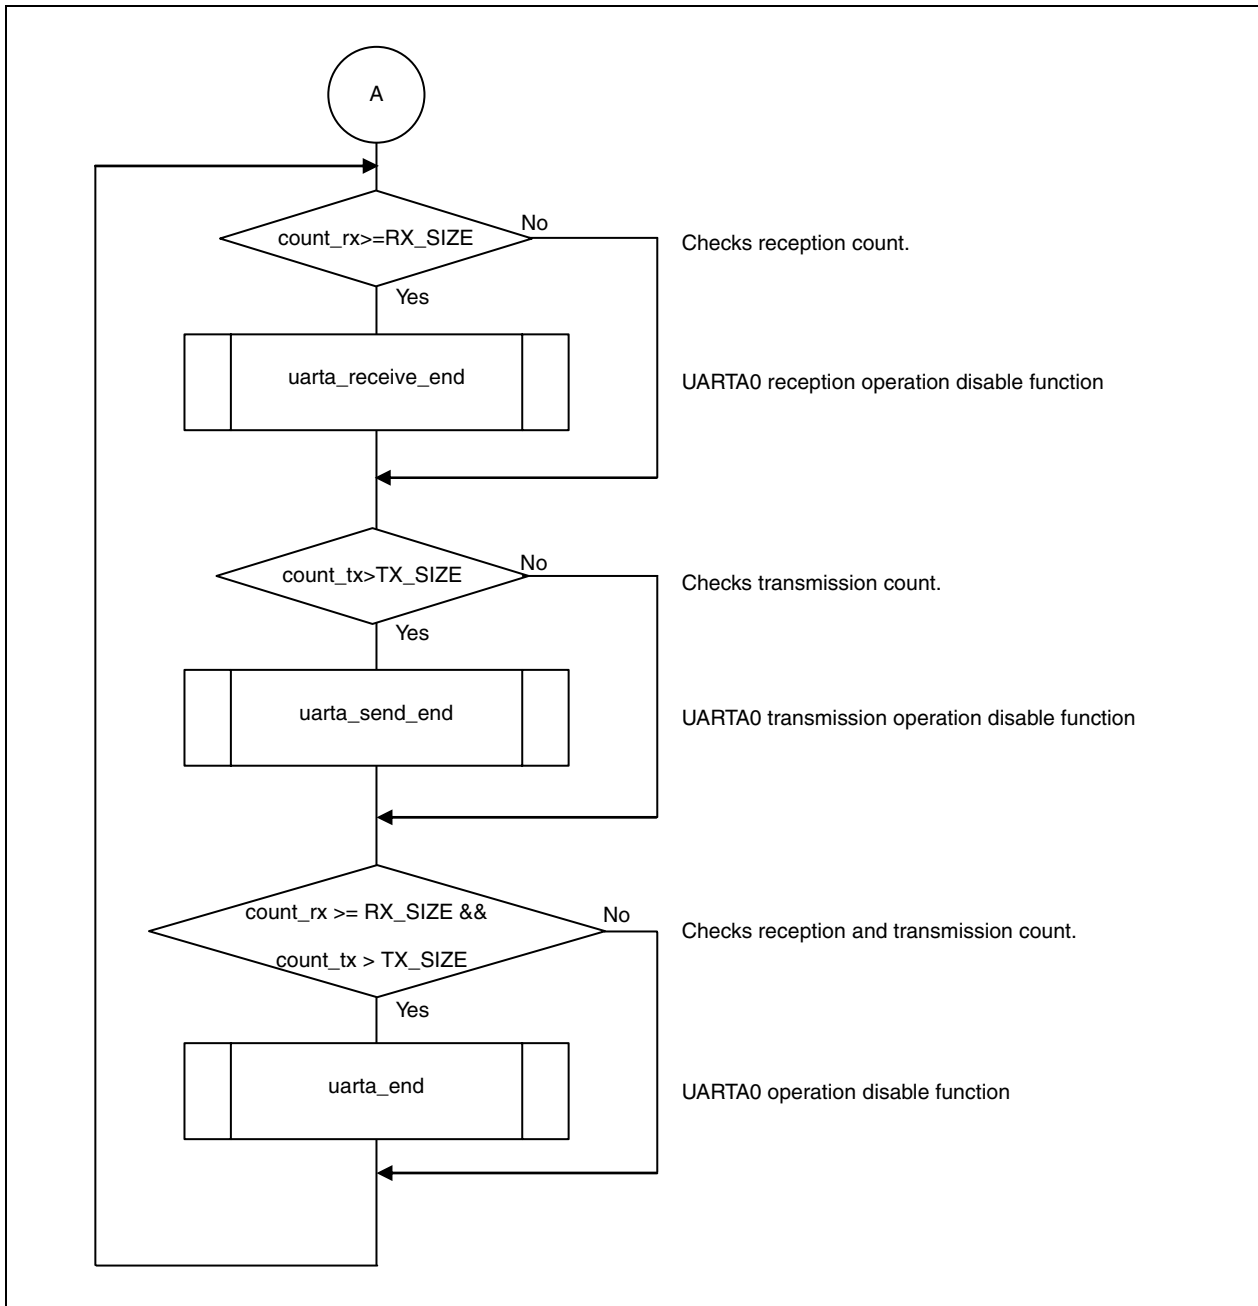 A
No
count_rx>=RX_SIZE
Checks reception count.
Yes
uarta_receive_end
UARTA0 reception operation disable function
No
count_tx>TX_SIZE
Checks transmission count.
Yes
uarta_send_end
UARTA0 transmission operation disable function
count_rx >= RX_SIZE &&
No
count_tx > TX_SIZE
Checks reception and transmission count.
Yes
uarta_end
UARTA0 operation disable function